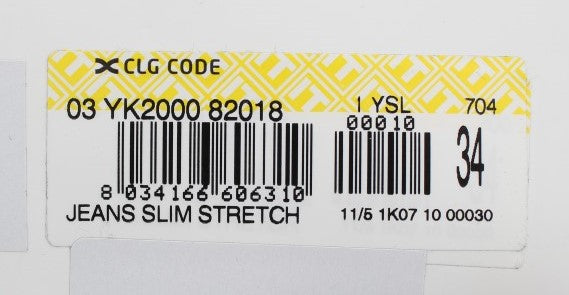 CLG CODE
03 YK2000 82018 I YSL 704
00010
34
8 034166 606310
JEANS SLIM STRETCH 11/5 1K07 10 00030